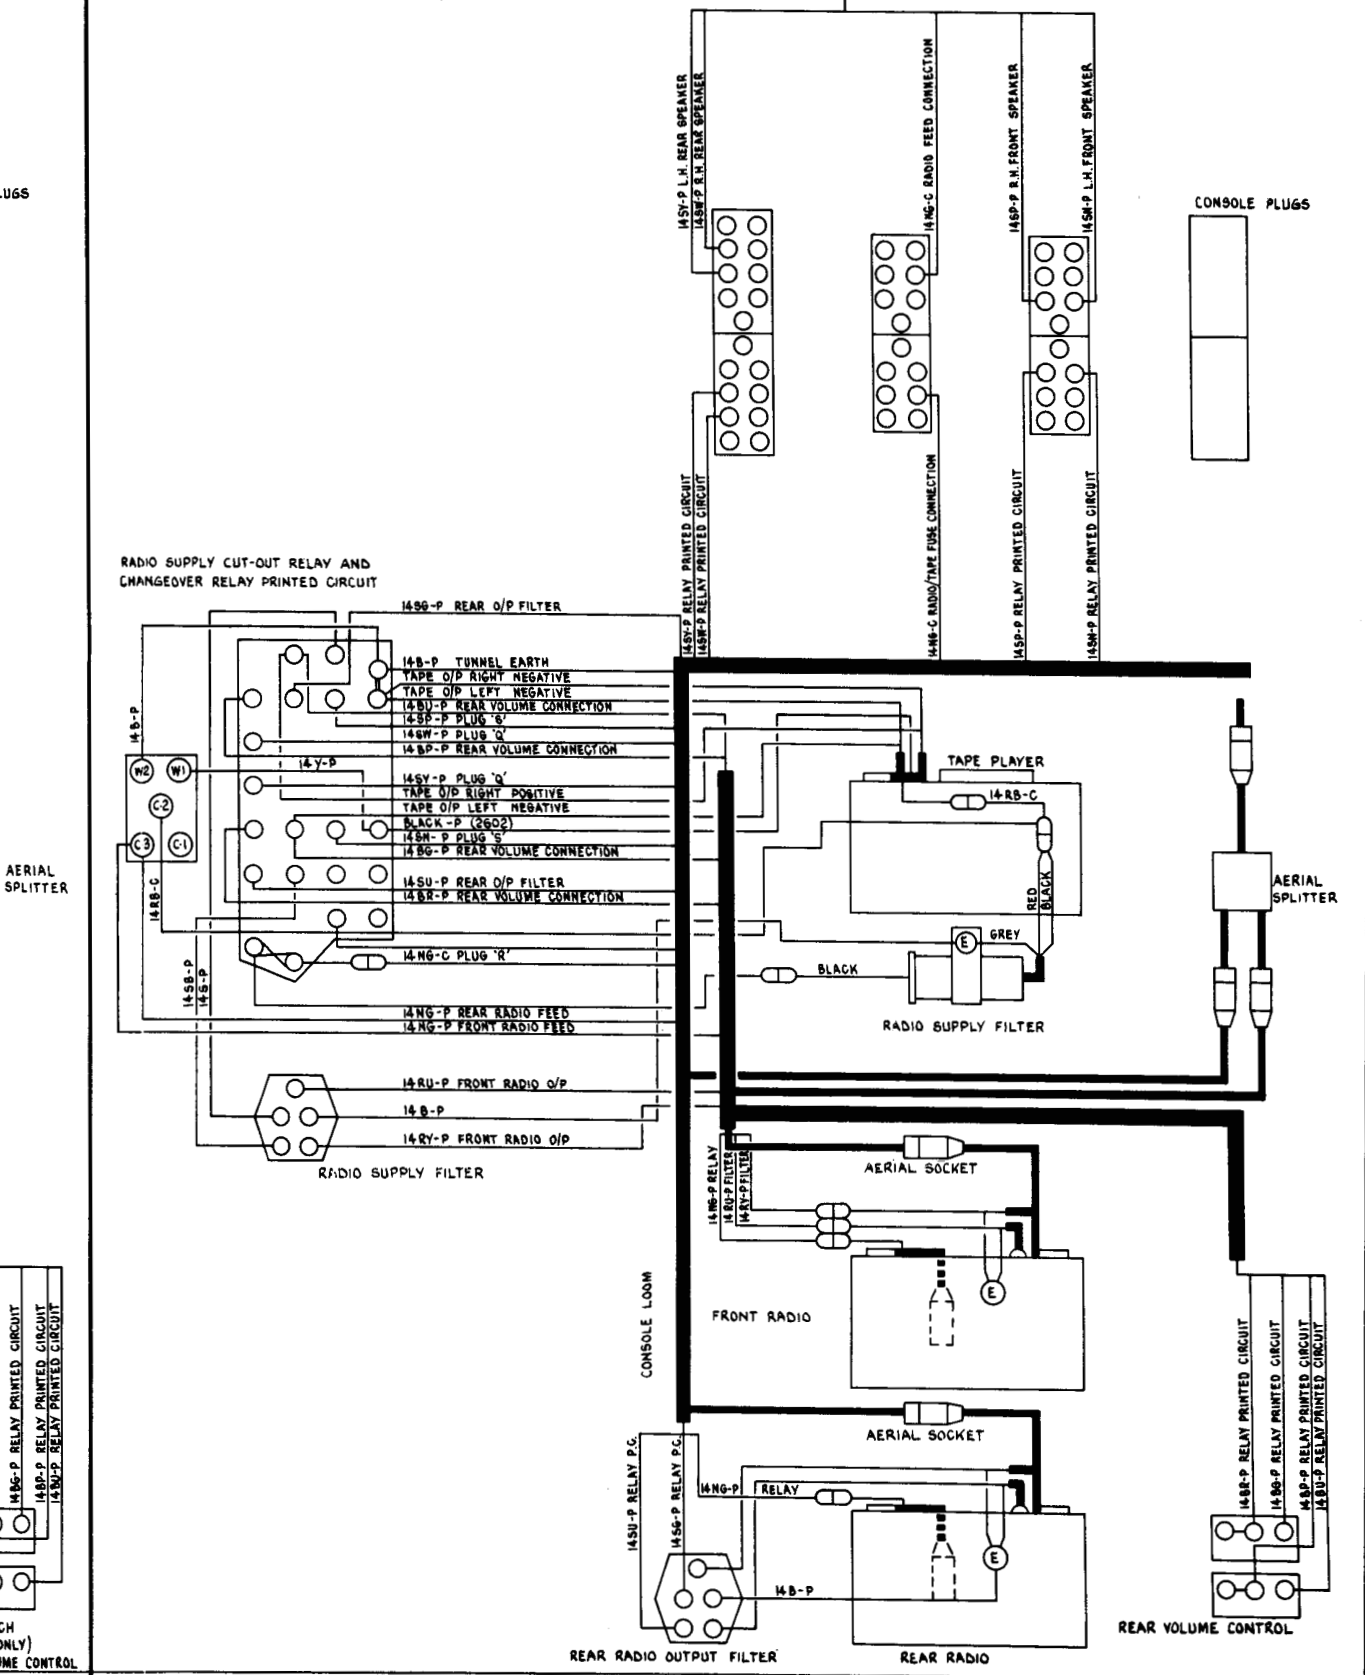 LUGS
14SY-P L.H. REAR SPEAKER
14SW-P R.H. REAR SPEAKER
14NG-C RADIO FEED CONNECTION
14SP-P R.H. FRONT SPEAKER
14SN-P L.H. FRONT SPEAKER
CONSOLE PLUGS
14SY-P RELAY PRINTED CIRCUIT
14SW-P RELAY PRINTED CIRCUIT
14NG-C RADIO/TAPE FUSE CONNECTION
14SP-P RELAY PRINTED CIRCUIT
14SN-P RELAY PRINTED CIRCUIT
RADIO SUPPLY CUT-OUT RELAY AND
CHANGEOVER RELAY PRINTED CIRCUIT
14SG-P REAR O/P FILTER
14B-P TUNNEL EARTH
TAPE O/P RIGHT NEGATIVE
TAPE O/P LEFT NEGATIVE
14BU-P REAR VOLUME CONNECTION
14SP-P PLUG 'S'
14SW-P PLUG 'Q'
14BP-P REAR VOLUME CONNECTION
14B-P
14Y-P
W2
W1
C-2
C3
C-1
14RB-C
14SY-P PLUG 'Q'
TAPE O/P RIGHT POSITIVE
TAPE O/P LEFT NEGATIVE
BLACK-P (2602)
14SN-P PLUG 'S'
14BG-P REAR VOLUME CONNECTION
14SU-P REAR O/P FILTER
14BR-P REAR VOLUME CONNECTION
TAPE PLAYER
14RB-C
RED
BLACK
AERIAL
SPLITTER
AERIAL
SPLITTER
GREY
E
BLACK
RADIO SUPPLY FILTER
14NG-C PLUG 'R'
14SB-P
14S-P
14NG-P REAR RADIO FEED
14NG-P FRONT RADIO FEED
14RU-P FRONT RADIO O/P
14B-P
14RY-P FRONT RADIO O/P
RADIO SUPPLY FILTER
14NG-P RELAY
14RU-P FILTER
14RY-P FILTER
AERIAL SOCKET
E
FRONT RADIO
CONSOLE LOOM
AERIAL SOCKET
14SU-P RELAY P.C.
14SG-P RELAY P.C.
14NG-P RELAY
E
14B-P
REAR RADIO OUTPUT FILTER
REAR RADIO
14BR-P RELAY PRINTED CIRCUIT
14BG-P RELAY PRINTED CIRCUIT
14BP-P RELAY PRINTED CIRCUIT
14BU-P RELAY PRINTED CIRCUIT
REAR VOLUME CONTROL
14BG-P RELAY PRINTED CIRCUIT
14BP-P RELAY PRINTED CIRCUIT
14BU-P RELAY PRINTED CIRCUIT
CH
ONLY)
UME CONTROL